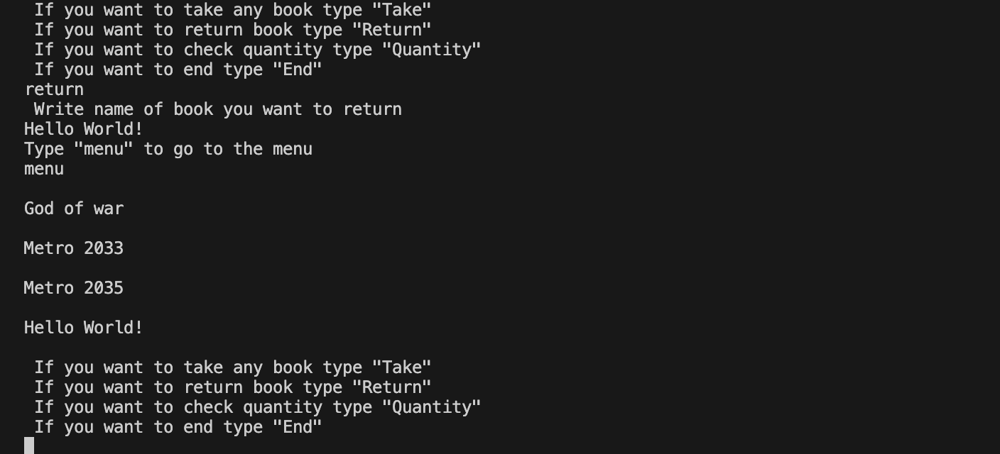 If you want to take any book type "Take"
If you want to return book type "Return"
If you want to check quantity type "Quantity"
If you want to end type "End"
return
Write name of book you want to return
Hello World!
Type "menu" to go to the menu
menu
God of war
Metro 2033
Metro 2035
Hello World!
If you want to take any book type "Take"
If you want to return book type "Return"
If you want to check quantity type "Quantity"
If you want to end type "End"